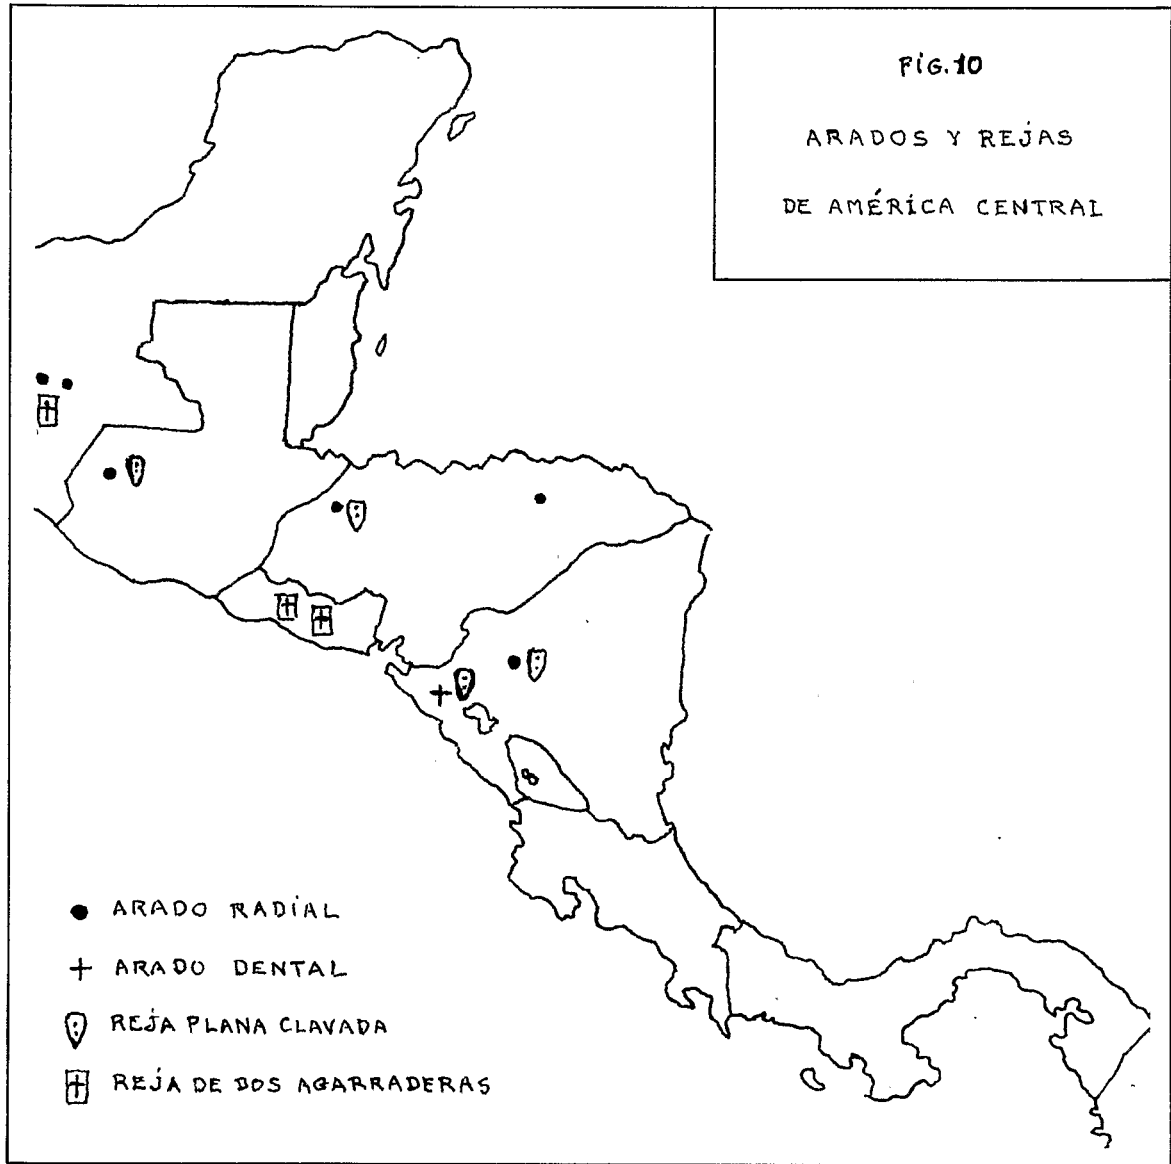 FiG.10
ARADOS Y REJAS
DE AMÉRiCA CENTRAL
ARADO RADiAL
ARADO DENTAL
REJA PLANA CLAVADA
REJA DE DOS AGARRADERAS